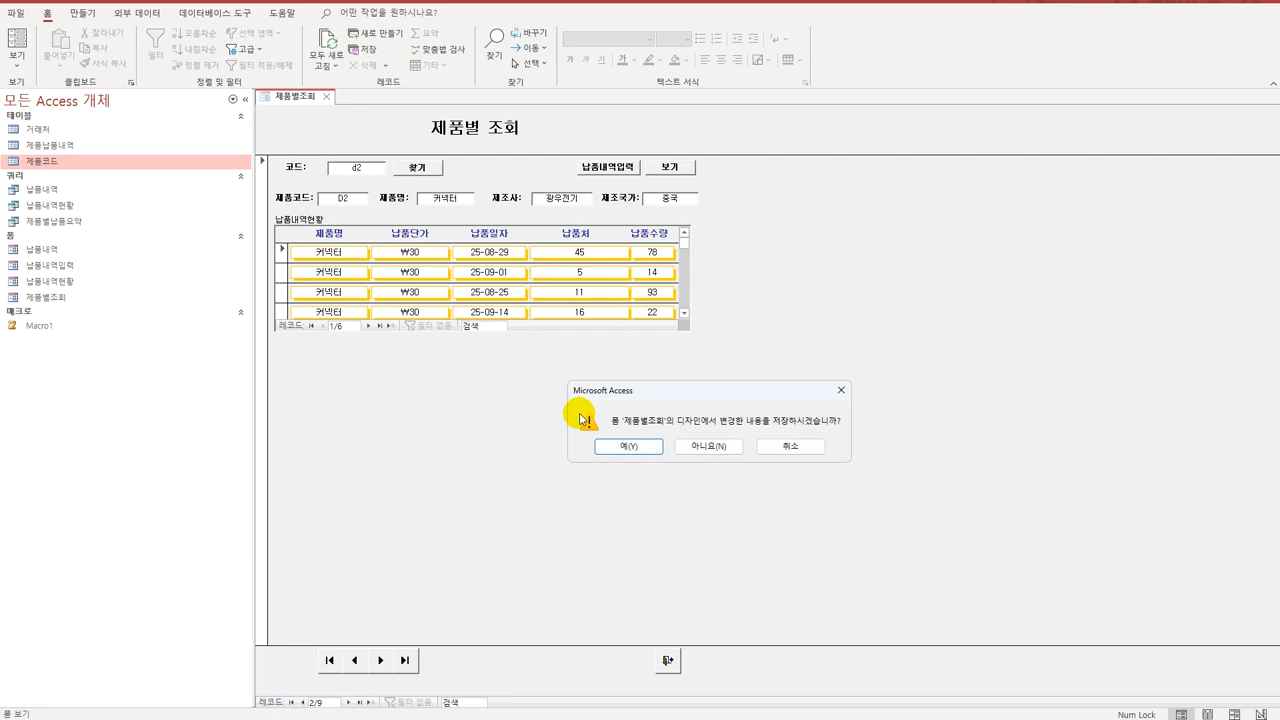 파일 홈 만들기 외부 데이터 데이터베이스 도구 도움말 어떤 작업을 원하시나요?
보기
붙여넣기
잘라내기
복사
서식 복사
클립보드
필터
오름차순
내림차순
정렬 제거
선택 영역
고급
필터 적용/해제
정렬 및 필터
모두 새로 고침
새로 만들기
저장
삭제
요약
맞춤법 검사
기타
레코드
찾기
바꾸기
이동
선택
찾기
가 가 가 가
텍스트 서식
모든 Access 개체
테이블
거래처
제품납품내역
제품코드
쿼리
납품내역
납품내역현황
제품별납품요약
폼
납품내역
납품내역입력
납품내역현황
제품별조회
매크로
Macro1
제품별조회
제품별 조회
코드: d2 찾기 납품내역입력 보기
제품코드: D2 제품명: 커넥터 제조사: 광우전기 제조국가: 중국
납품내역현황
제품명 납품단가 납품일자 납품처 납품수량
커넥터 ₩30 25-08-29 45 78
커넥터 ₩30 25-09-01 5 14
커넥터 ₩30 25-08-25 11 93
커넥터 ₩30 25-09-14 16 22
레코드: 1/6 필터 없음 검색
Microsoft Access
폼 '제품별조회'의 디자인에서 변경한 내용을 저장하시겠습니까?
예(Y) 아니요(N) 취소
레코드: 2/9 필터 없음 검색
폼 보기 Num Lock